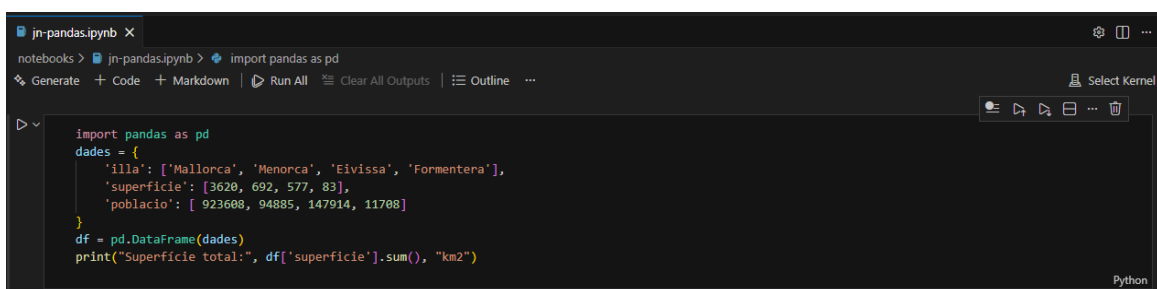 jn-pandas.ipynb
notebooks > jn-pandas.ipynb > import pandas as pd
Generate + Code + Markdown | Run All Clear All Outputs | Outline ...
Select Kernel
import pandas as pd
dades = {
    'illa': ['Mallorca', 'Menorca', 'Eivissa', 'Formentera'],
    'superficie': [3620, 692, 577, 83],
    'poblacio': [ 923608, 94885, 147914, 11708]
}
df = pd.DataFrame(dades)
print("Superfície total:", df['superficie'].sum(), "km2")
Python